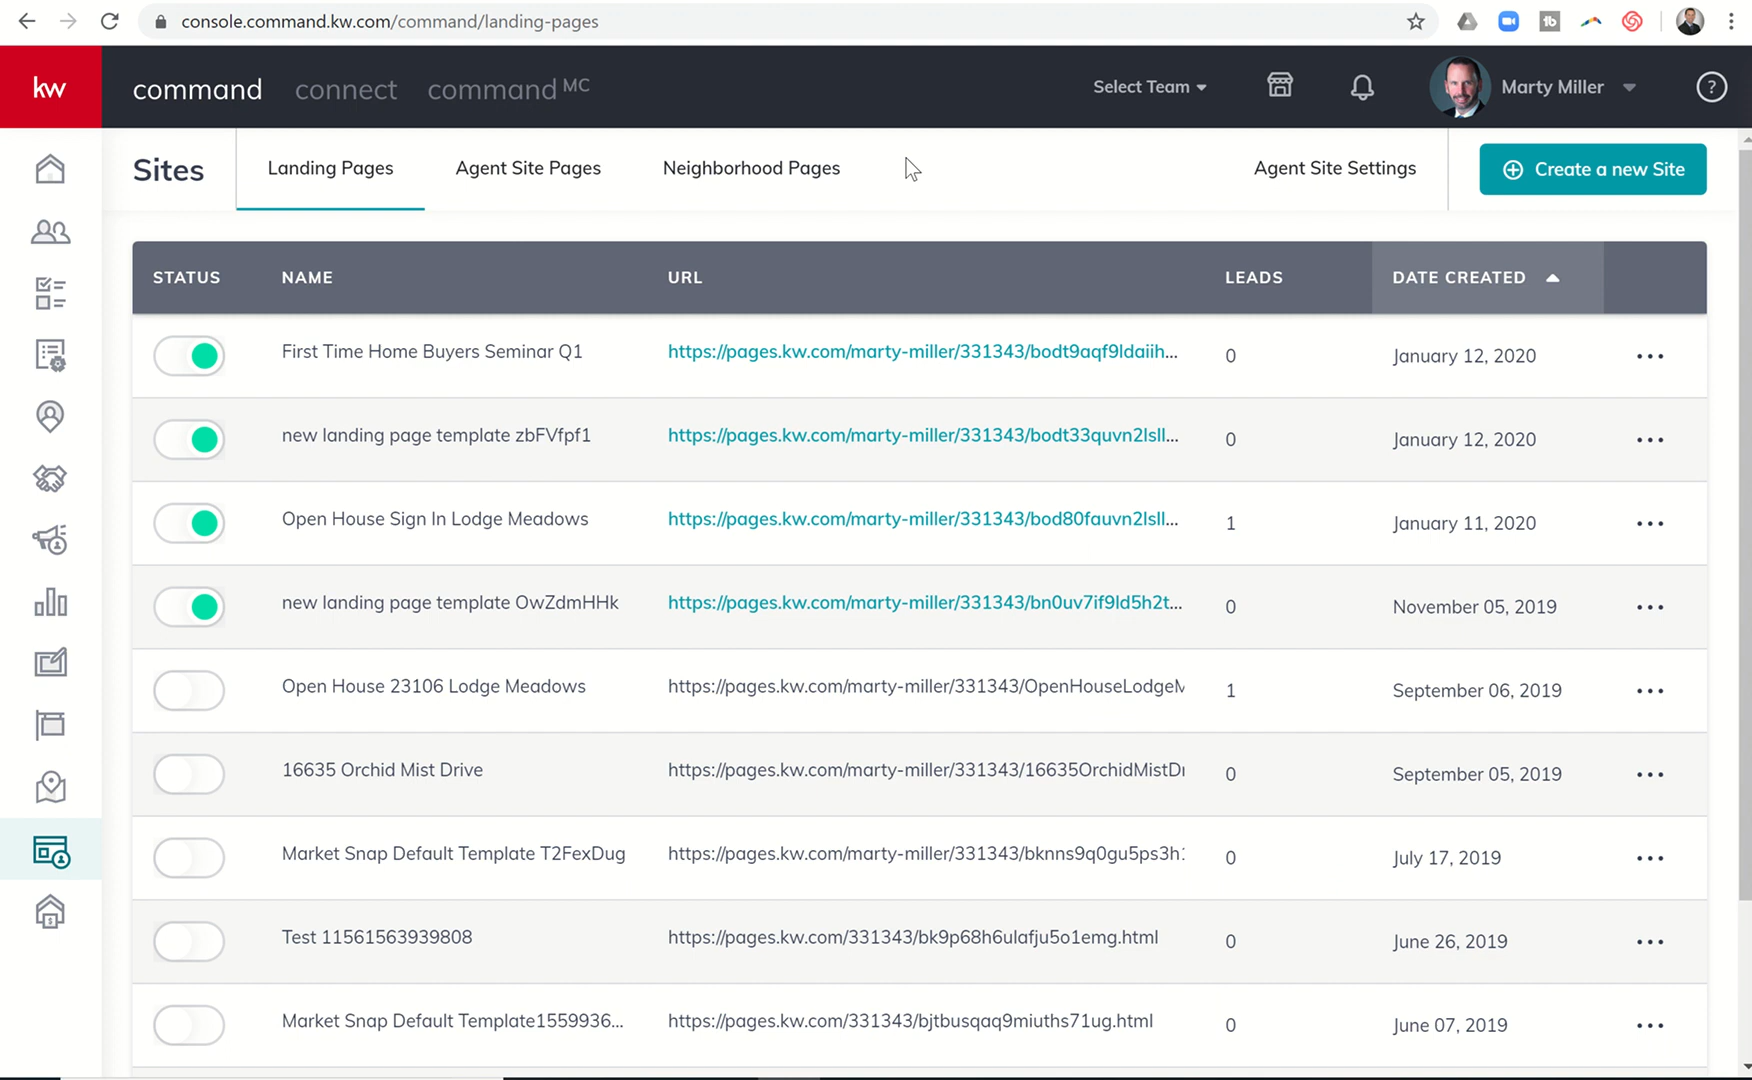 console.command.kw.com/command/landing-pages
kw command connect command MC Select Team Marty Miller ?
Sites Landing Pages Agent Site Pages Neighborhood Pages Agent Site Settings Create a new Site
STATUS NAME URL LEADS DATE CREATED
First Time Home Buyers Seminar Q1 https://pages.kw.com/marty-miller/331343/bodt9aqf9ldaiih... 0 January 12, 2020
new landing page template zbFVfpf1 https://pages.kw.com/marty-miller/331343/bodt33quvn2lsll... 0 January 12, 2020
Open House Sign In Lodge Meadows https://pages.kw.com/marty-miller/331343/bod80fauvn2lsll... 1 January 11, 2020
new landing page template OwZdmHHk https://pages.kw.com/marty-miller/331343/bn0uv7if9ld5h2t... 0 November 05, 2019
Open House 23106 Lodge Meadows https://pages.kw.com/marty-miller/331343/OpenHouseLodgeM 1 September 06, 2019
16635 Orchid Mist Drive https://pages.kw.com/marty-miller/331343/16635OrchidMistDr 0 September 05, 2019
Market Snap Default Template T2FexDug https://pages.kw.com/marty-miller/331343/bknns9q0gu5ps3h1 0 July 17, 2019
Test 11561563939808 https://pages.kw.com/331343/bk9p68h6ulafju5o1emg.html 0 June 26, 2019
Market Snap Default Template1559936... https://pages.kw.com/331343/bjtbusqaq9miuths71ug.html 0 June 07, 2019